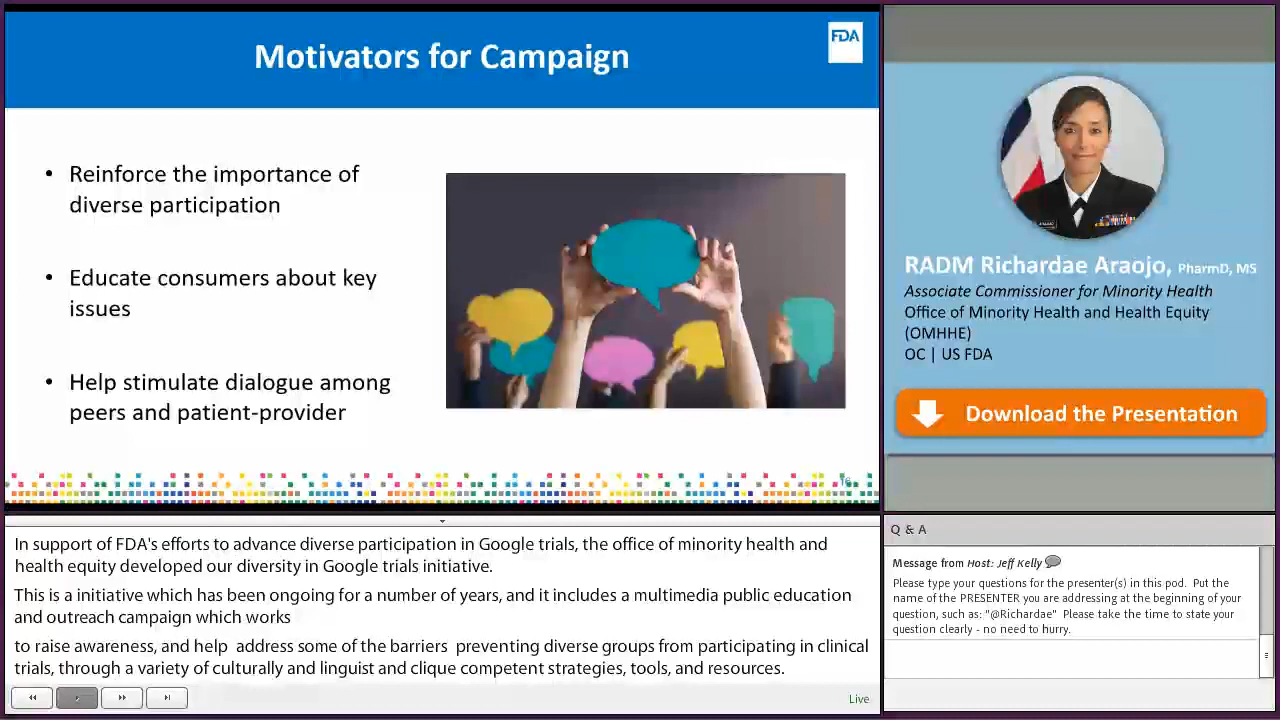 Motivators for Campaign
FDA
• Reinforce the importance of
diverse participation
• Educate consumers about key
issues
• Help stimulate dialogue among
peers and patient-provider
16
RADM Richardae Araojo, PharmD, MS
Associate Commissioner for Minority Health
Office of Minority Health and Health Equity
(OMHHE)
OC | US FDA
Download the Presentation
In support of FDA's efforts to advance diverse participation in Google trials, the office of minority health and
health equity developed our diversity in Google trials initiative.
This is a initiative which has been ongoing for a number of years, and it includes a multimedia public education
and outreach campaign which works
to raise awareness, and help address some of the barriers preventing diverse groups from participating in clinical
trials, through a variety of culturally and linguist and clique competent strategies, tools, and resources.
Live
Q & A
Message from Host: Jeff Kelly
Please type your questions for the presenter(s) in this pod. Put the
name of the PRESENTER you are addressing at the beginning of your
question, such as: "@Richardae" Please take the time to state your
question clearly - no need to hurry.